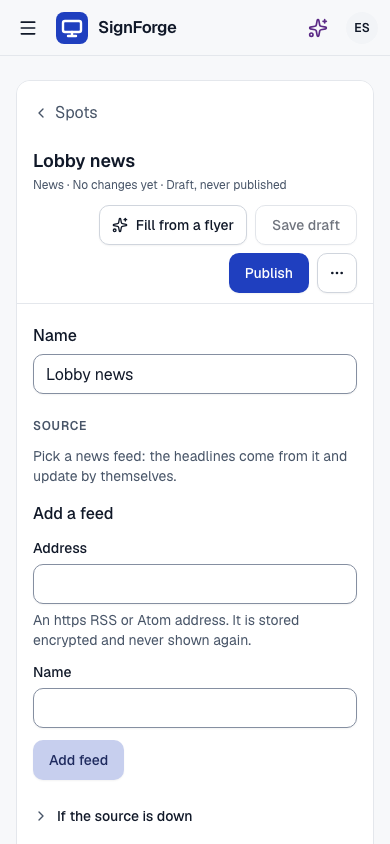 SignForge
ES
Spots
Lobby news
News · No changes yet · Draft, never published
Fill from a flyer
Save draft
Publish
Name
Lobby news
SOURCE
Pick a news feed: the headlines come from it and
update by themselves.
Add a feed
Address
An https RSS or Atom address. It is stored
encrypted and never shown again.
Name
Add feed
If the source is down